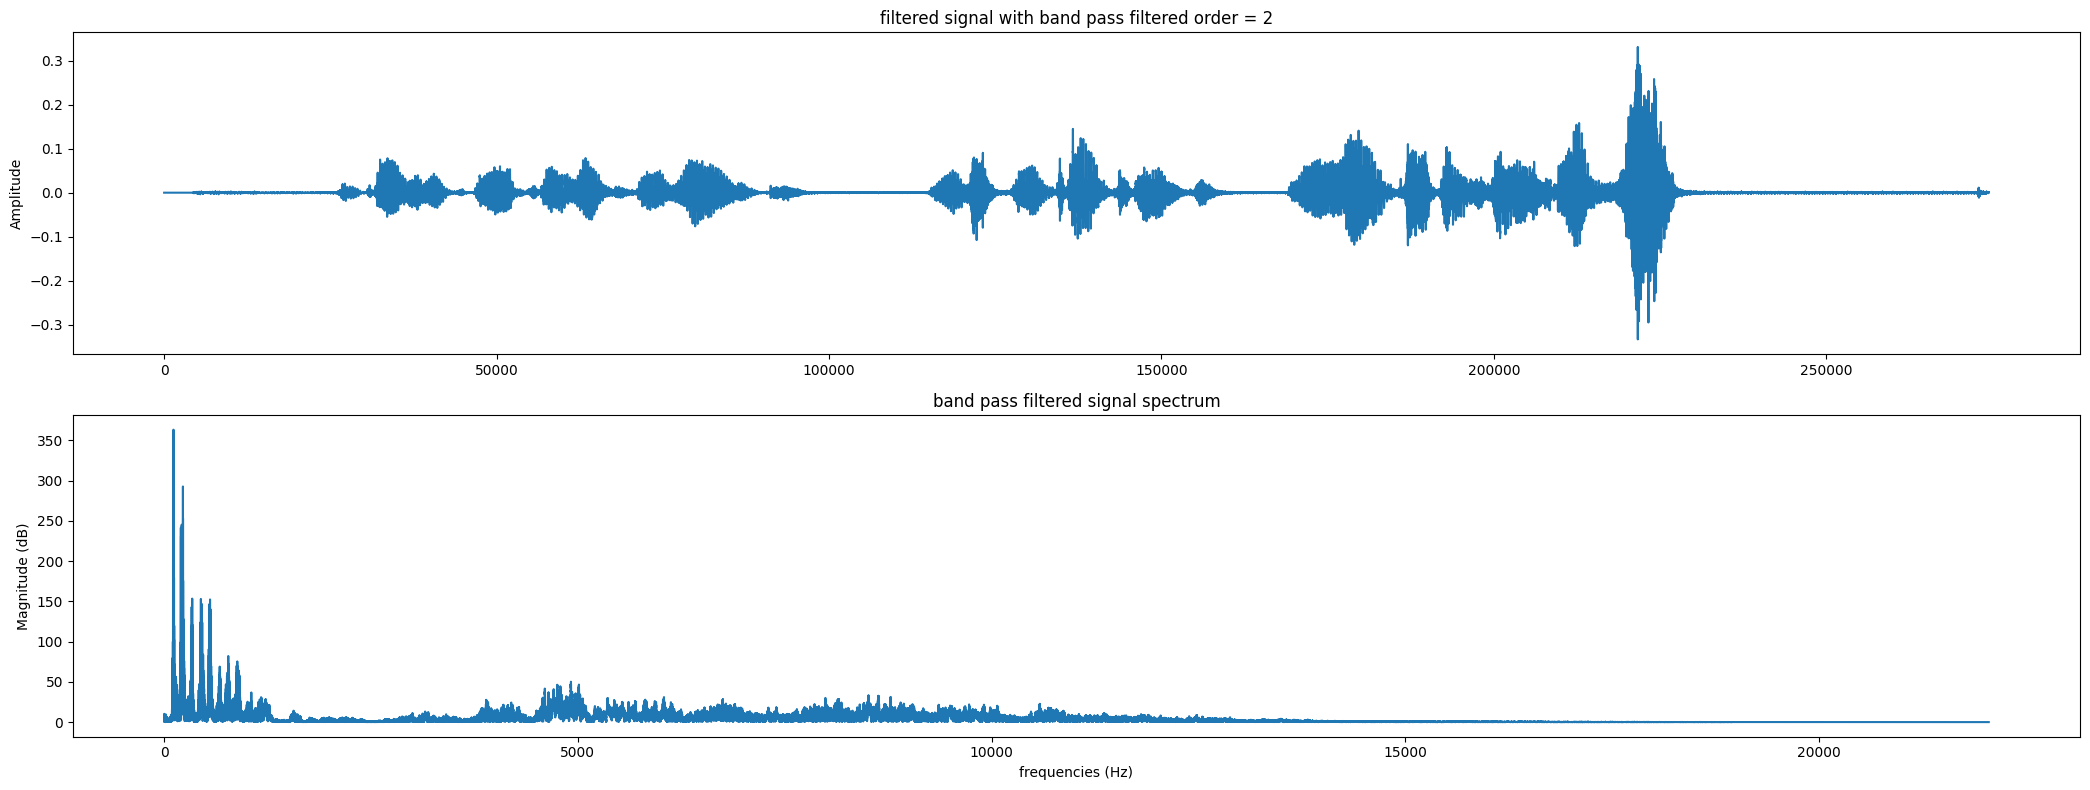 filtered signal with band pass filtered order = 2
Amplitude
0.3
0.2
0.1
0.0
−0.1
−0.2
−0.3
0 50000 100000 150000 200000 250000
band pass filtered signal spectrum
Magnitude (dB)
350
300
250
200
150
100
50
0
0 5000 10000 15000 20000
frequencies (Hz)